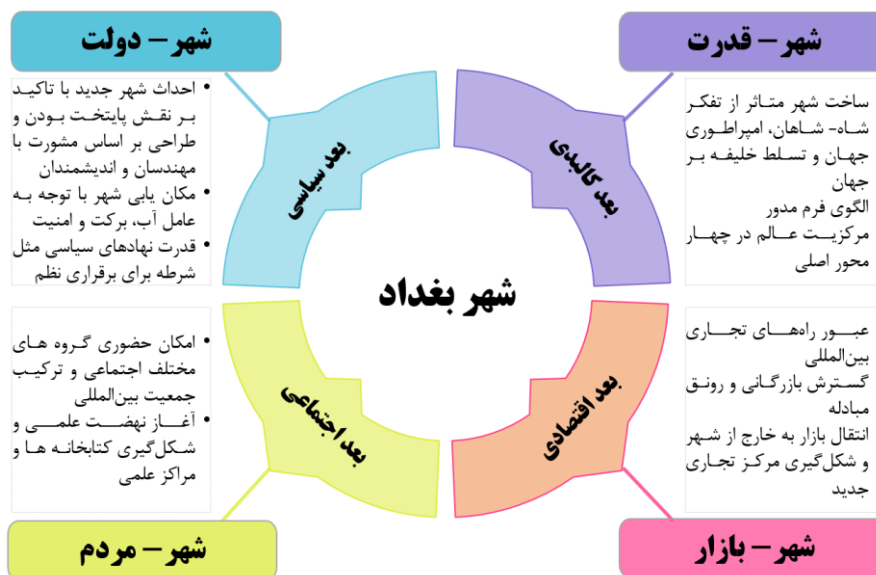 شهر – قدرت
ساخت شهر متاثر از تفکر
شاه- شاهان، امپراطوری
جهان و تسلط خلیفه بر
جهان
الگوی فرم مدور
مرکزیت عالم در چهار
محور اصلی
شهر – دولت
• احداث شهر جدید با تاکید
بر نقش پایتخت بودن و
طراحی بر اساس مشورت با
مهندسان و اندیشمندان
• مکان یابی شهر با توجه به
عامل آب، برکت و امنیت
• قدرت نهادهای سیاسی مثل
شرطه برای برقراری نظم
بعد کالبدی
بعد سیاسی
شهر بغداد
بعد اقتصادی
بعد اجتماعی
عبور راه‌های تجاری
بین‌المللی
گسترش بازرگانی و رونق
مبادله
انتقال بازار به خارج از شهر
و شکل‌گیری مرکز تجاری
جدید
شهر – بازار
• امکان حضوری گروه های
مختلف اجتماعی و ترکیب
جمعیت بین‌المللی
• آغاز نهضت علمی و
شکل‌گیری کتابخانه ها و
مراکز علمی
شهر – مردم